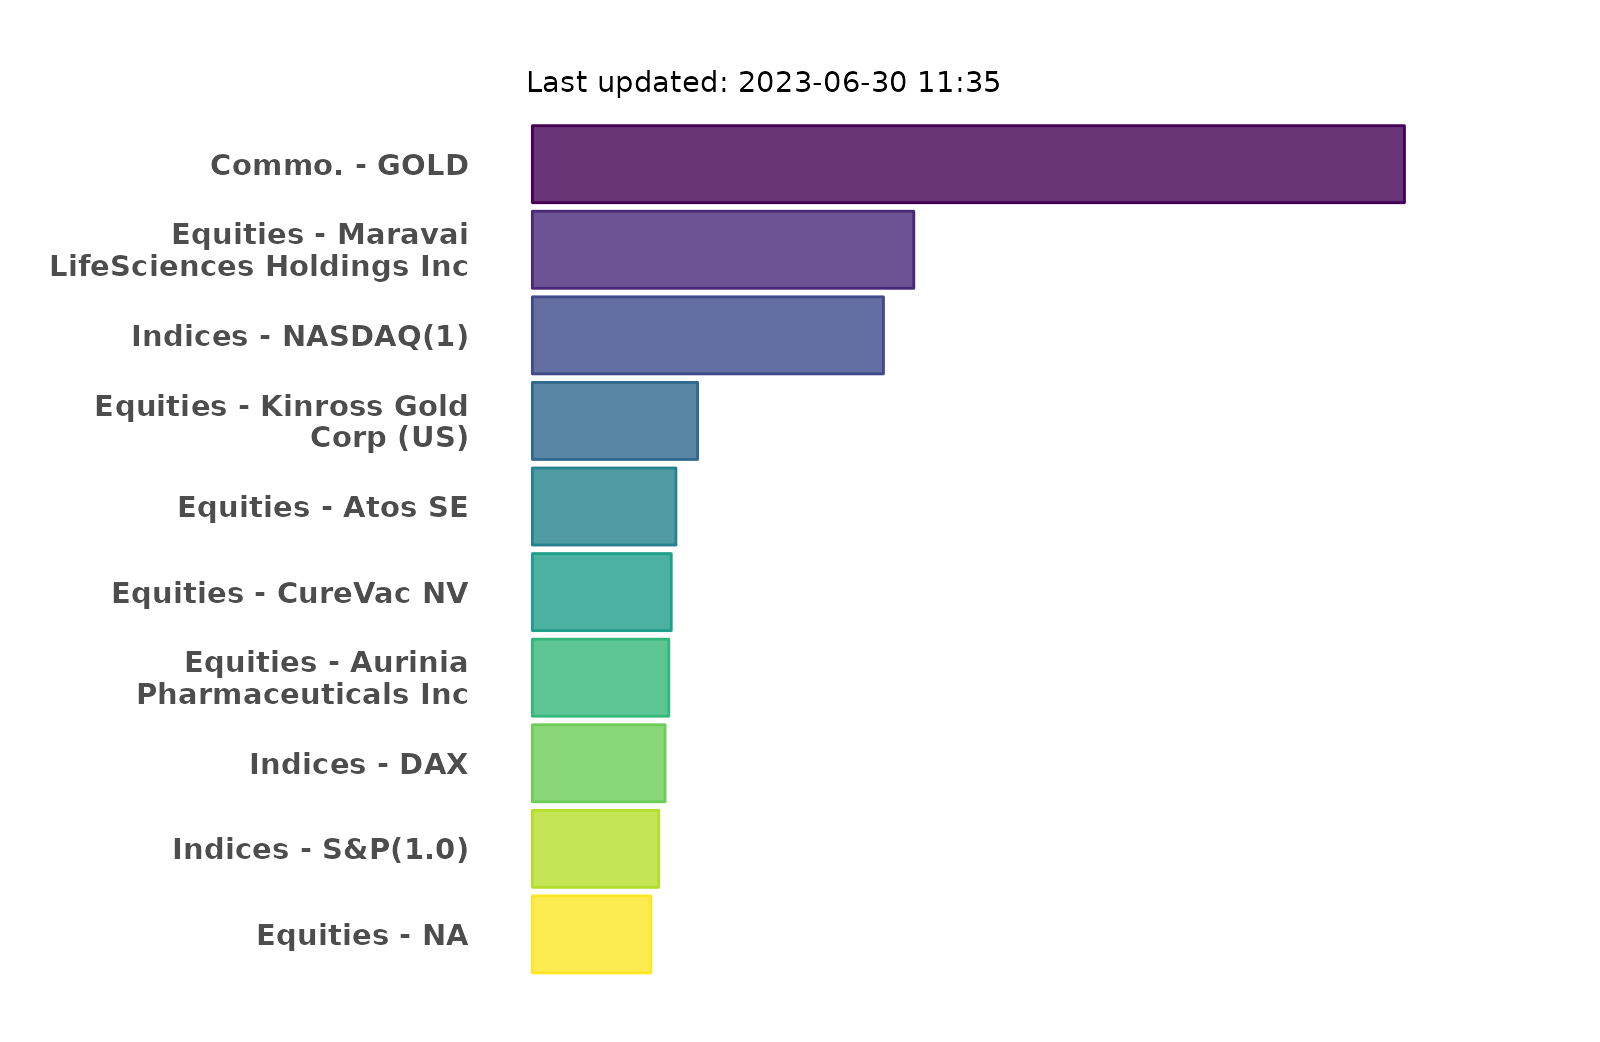 Last updated: 2023-06-30 11:35
Commo. - GOLD
Equities - Maravai
LifeSciences Holdings Inc
Indices - NASDAQ(1)
Equities - Kinross Gold
Corp (US)
Equities - Atos SE
Equities - CureVac NV
Equities - Aurinia
Pharmaceuticals Inc
Indices - DAX
Indices - S&P(1.0)
Equities - NA